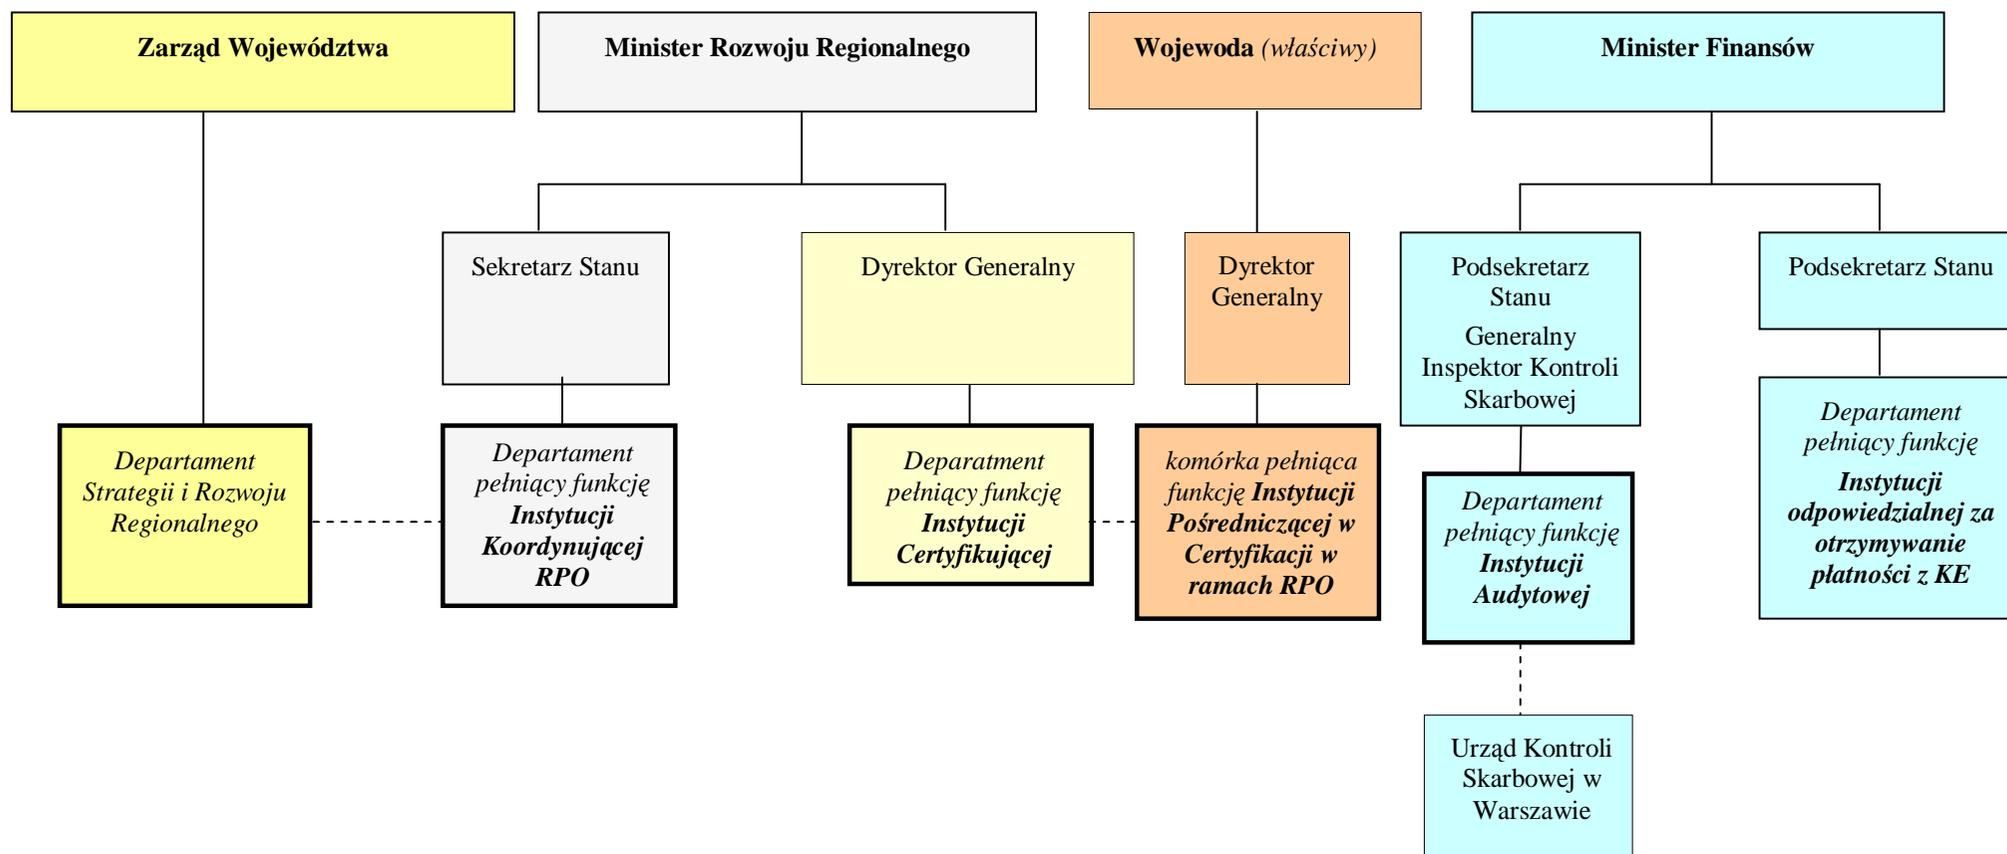 Zarząd Województwa
Minister Rozwoju Regionalnego
Wojewoda (właściwy)
Minister Finansów
Sekretarz Stanu
Dyrektor Generalny
Dyrektor
Generalny
Podsekretarz
Stanu
Generalny
Inspektor Kontroli
Skarbowej
Podsekretarz Stanu
Departament
Strategii i Rozwoju
Regionalnego
Departament
pełniący funkcję
Instytucji
Koordynującej
RPO
Deparatment
pełniący funkcję
Instytucji
Certyfikującej
komórka pełniąca
funkcję Instytucji
Pośredniczącej w
Certyfikacji w
ramach RPO
Departament
pełniący funkcję
Instytucji
Audytowej
Departament
pełniący funkcję
Instytucji
odpowiedzialnej za
otrzymywanie
płatności z KE
Urząd Kontroli
Skarbowej w
Warszawie